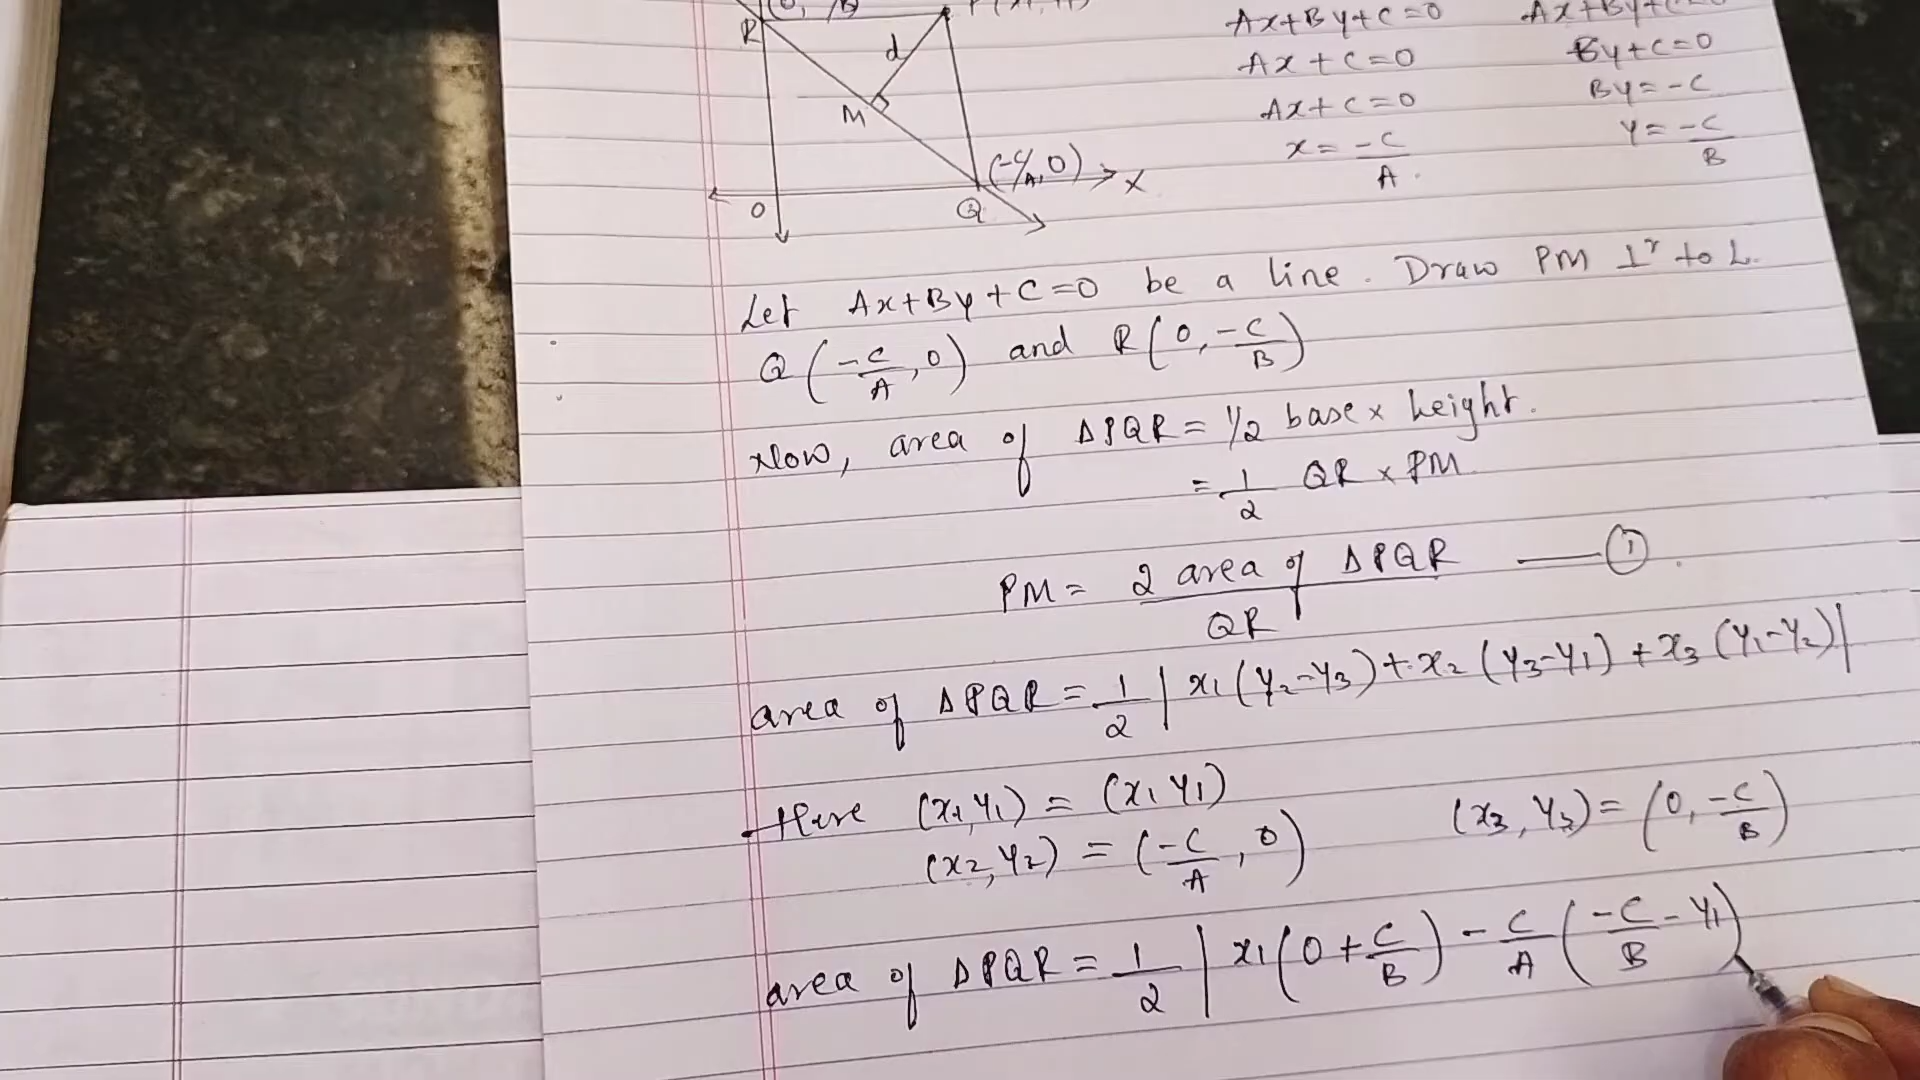 R
d
M
(-C/A, 0)
X
O
Q
Ax+By+C=0
Ax+C=0
Ax+C=0
x = -C/A
By+C=0
By=-C
y = -C/B
Let Ax+By+C=0 be a line. Draw PM ⊥r to L.
Q(-C/A, 0) and R(0, -C/B)
Now, area of ΔPQR = 1/2 base x height.
= 1/2 QR x PM
PM = 2 area of ΔPQR / QR —— ①
area of ΔPQR = 1/2 |x1(y2-y3)+x2(y3-y1)+x3(y1-y2)|
Here (x1,y1) = (x1 y1)
(x2,y2) = (-C/A, 0)
(x3,y3) = (0, -C/B)
area of ΔPQR = 1/2 | x1(0+C/B) - C/A(-C/B - y1)